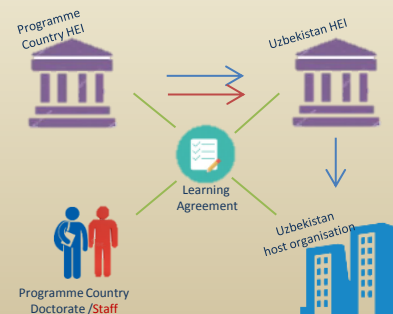 Programme
Country HEI
Uzbekistan HEI
Learning
Agreement
Uzbekistan
host organisation
Programme Country
Doctorate /Staff